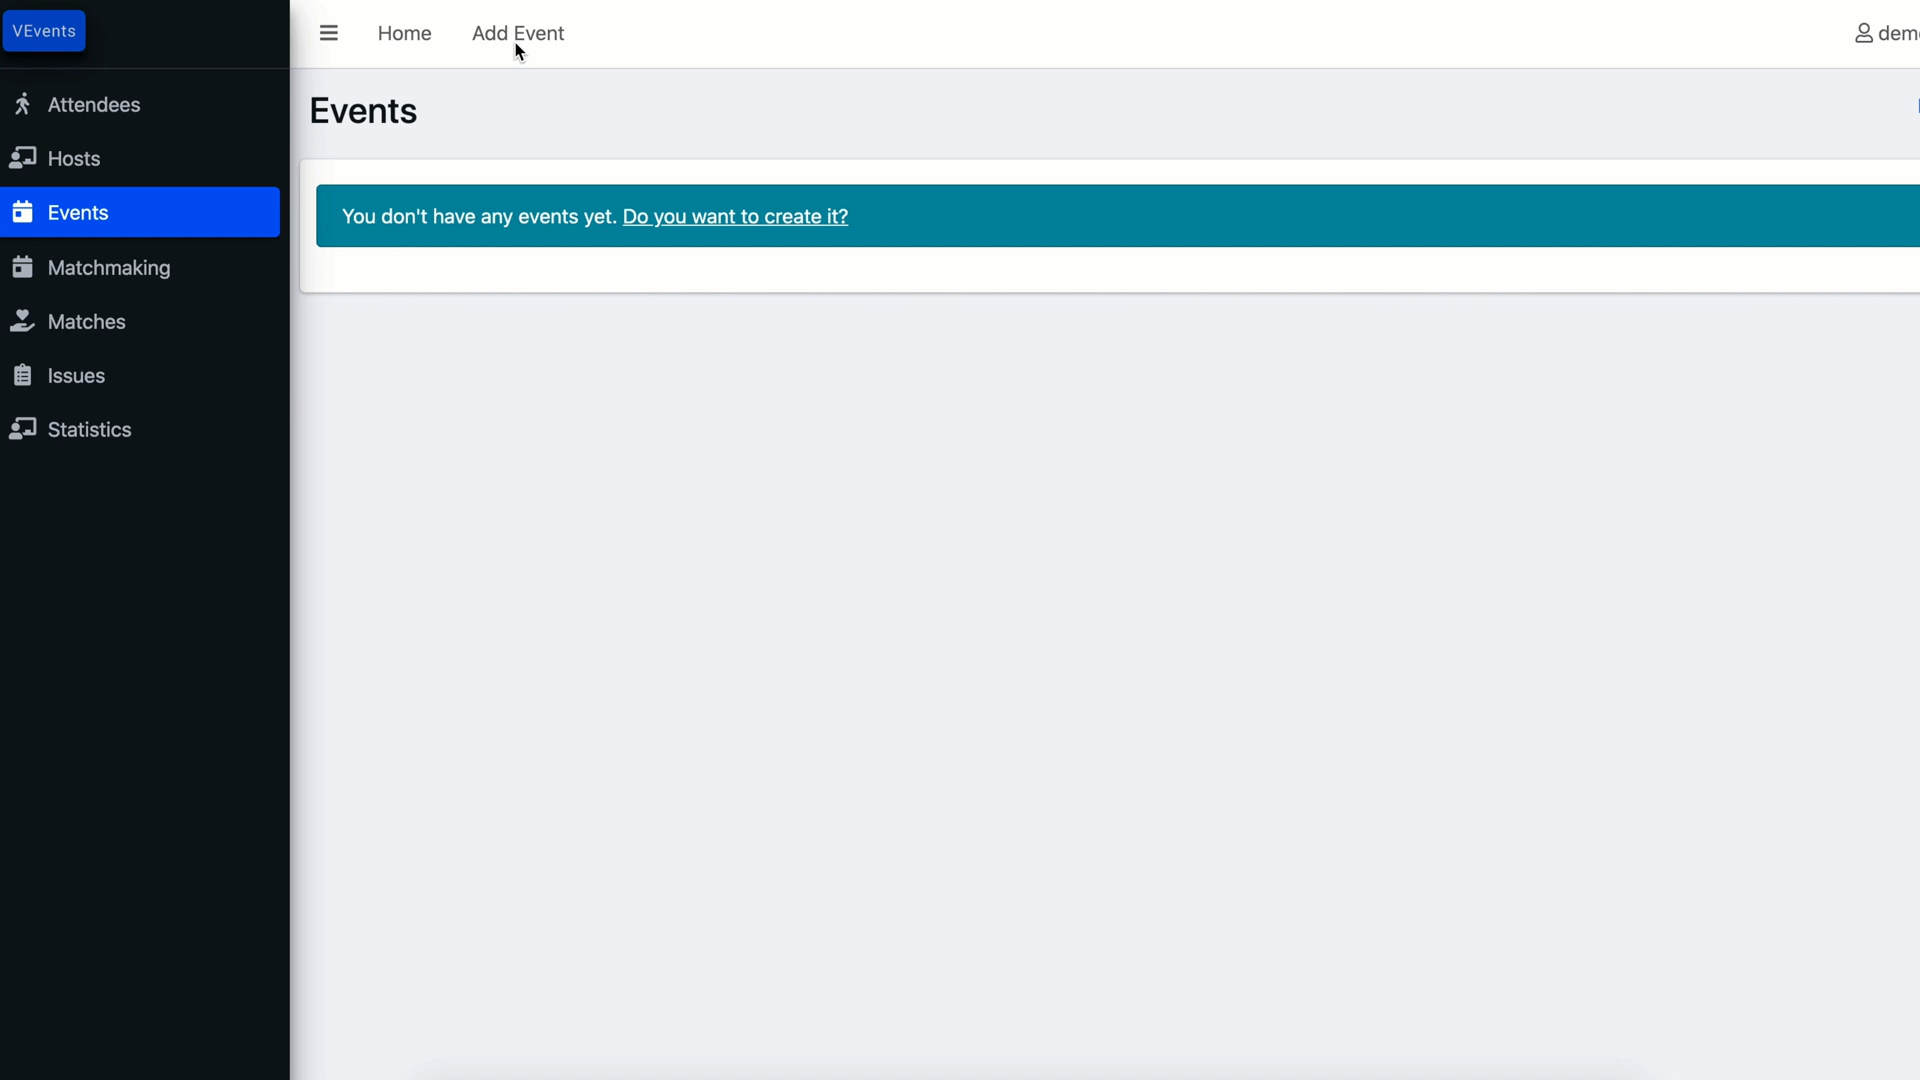 VEvents
Home
Add Event
Attendees
Hosts
Events
Matchmaking
Matches
Issues
Statistics
Events
You don't have any events yet. Do you want to create it?